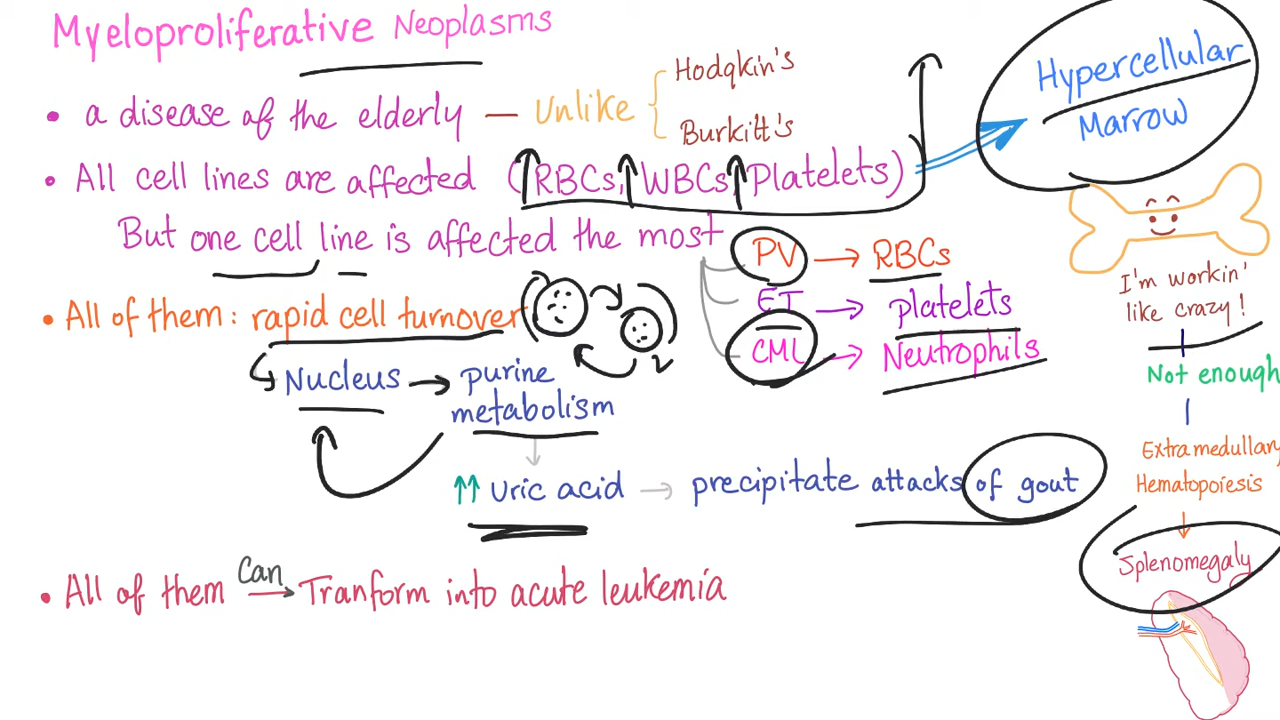 Myeloproliferative Neoplasms
• a disease of the elderly — Unlike { Hodgkin's
Burkitt's
• All cell lines are affected (↑RBCs, ↑WBCs, ↑Platelets) ⇒ Hypercellular
Marrow
But one cell line is affected the most
PV → RBCs
ET → platelets
CML → Neutrophils
I'm workin'
like crazy!
Not enough
Extramedullary
Hematopoiesis
↓
Splenomegaly
• All of them: rapid cell turnover
↳ Nucleus → purine
metabolism
↓
↑↑ Uric acid → precipitate attacks of gout
• All of them can → Tranform into acute leukemia